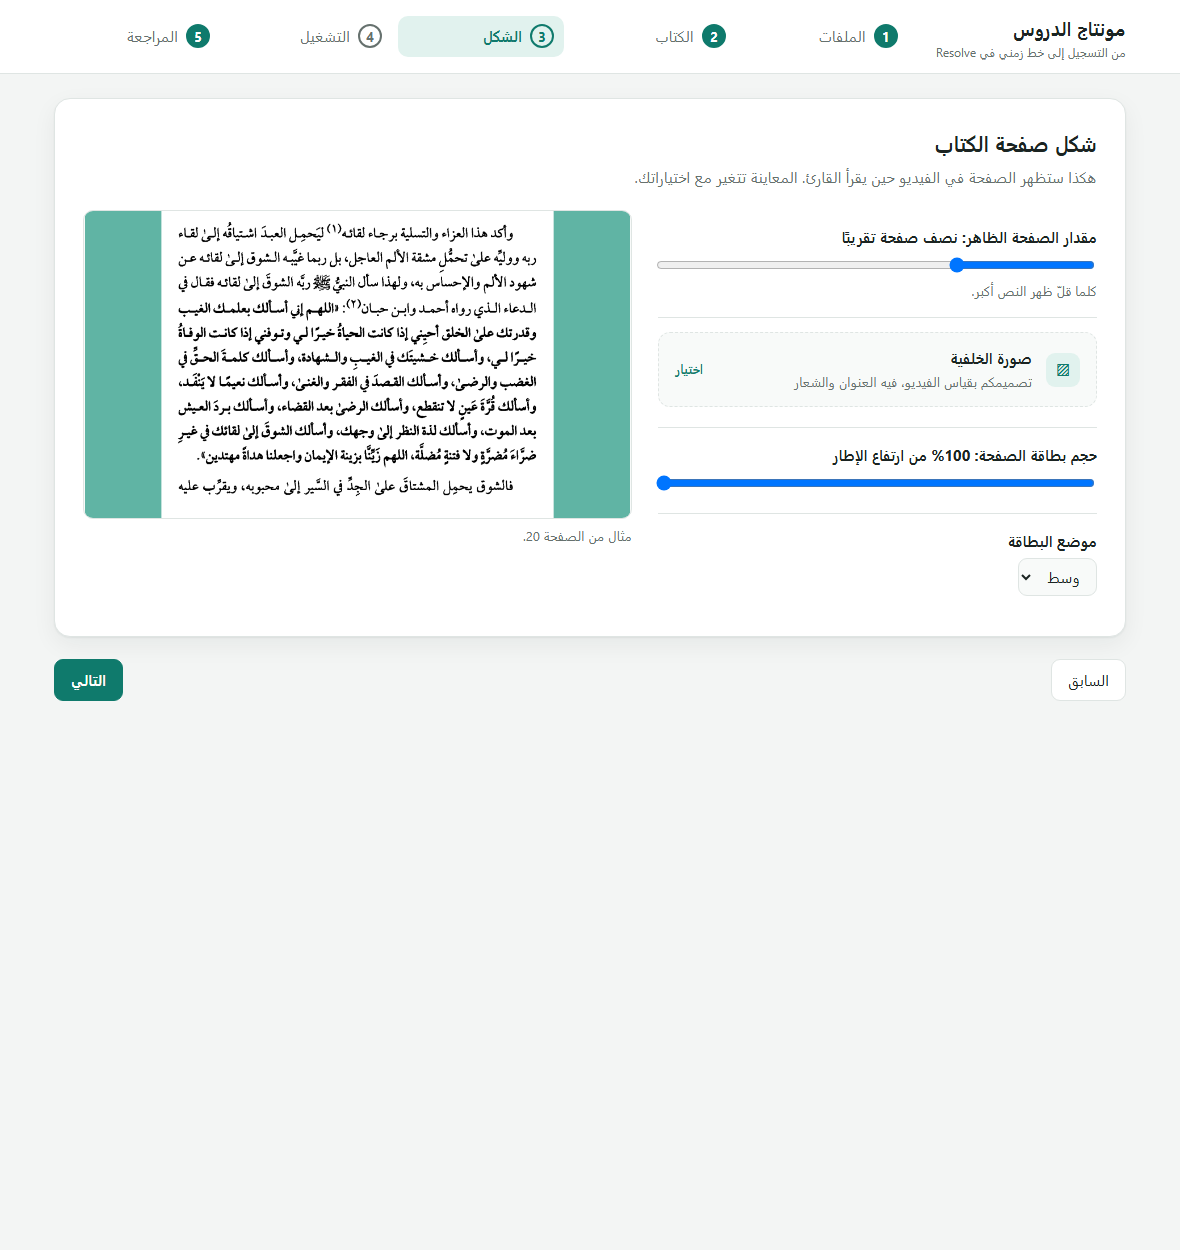 مونتاج الدروس
من التسجيل إلى خط زمني في Resolve
1 الملفات
2 الكتاب
3 الشكل
4 التشغيل
5 المراجعة
شكل صفحة الكتاب
هكذا ستظهر الصفحة في الفيديو حين يقرأ القارئ. المعاينة تتغير مع اختياراتك.
مقدار الصفحة الظاهر: نصف صفحة تقريبًا
كلما قلّ ظهر النص أكبر.
صورة الخلفية
تصميمكم بقياس الفيديو، فيه العنوان والشعار
اختيار
حجم بطاقة الصفحة: 100% من ارتفاع الإطار
موضع البطاقة
وسط
وأكد هذا العزاء والتسلية برجاء لقائه(١) ليَحمِل العبدَ اشتياقُه إلىٰ لقاء
ربه ووليِّه علىٰ تحمُّلِ مشقة الألم العاجل، بل ربما غيَّبه الشوق إلىٰ لقائه عن
شهود الألم والإحساس به، ولهذا سأل النبيُّ ﷺ ربَّه الشوقَ إلىٰ لقائه فقال في
الدعاء الذي رواه أحمد وابن حبان(٢): «اللهم إني أسألك بعلمك الغيب
وقدرتك علىٰ الخلق أحيِني إذا كانت الحياةُ خيرًا لي وتوفني إذا كانت الوفاةُ
خيرًا لي، وأسألك خشيتَك في الغيبِ والشهادة، وأسألك كلمةَ الحقِّ في
الغضب والرضىٰ، وأسألك القصدَ في الفقر والغنىٰ، وأسألك نعيمًا لا يَنْفَد،
وأسألك قُرَّةَ عَينٍ لا تنقطع، وأسألك الرضىٰ بعد القضاء، وأسألك بردَ العيش
بعد الموت، وأسألك لذة النظر إلىٰ وجهك، وأسألك الشوقَ إلىٰ لقائك في غيرِ
ضرَّاءَ مُضرَّةٍ ولا فتنةٍ مُضلَّة، اللهم زَيِّنَّا بزينة الإيمان واجعلنا هداةً مهتدين».
فالشوق يحمِل المشتاقَ علىٰ الجِدِّ في السَّير إلىٰ محبوبه، ويقرِّب عليه
مثال من الصفحة 20.
السابق
التالي